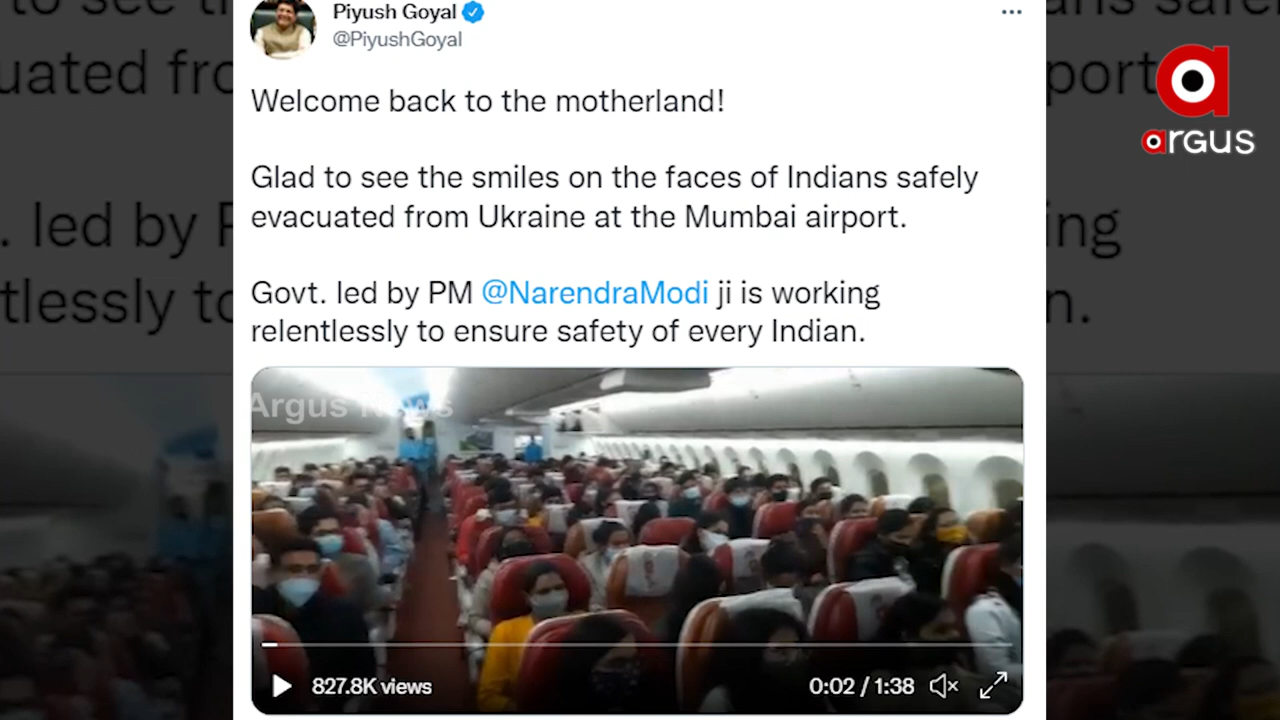 Piyush Goyal
@PiyushGoyal
argus
Welcome back to the motherland!
Glad to see the smiles on the faces of Indians safely
evacuated from Ukraine at the Mumbai airport.
Govt. led by PM @NarendraModi ji is working
relentlessly to ensure safety of every Indian.
Argus News
827.8K views
0:02 / 1:38